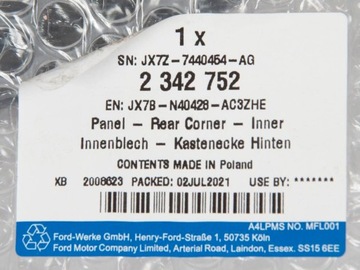 1 x
SN: JX7Z-7440454-AG
2 342 752
EN: JX7B-N40428-AC3ZHE
Panel - Rear Corner - Inner
Innenblech - Kastenecke Hinten
CONTENTS MADE IN Poland
XB 2008623 PACKED: 02JUL2021 USE BY: *******
A4LPMS NO. MFL001
Ford-Werke GmbH, Henry-Ford-Straße 1, 50735 Köln
Ford Motor Company Limited, Arterial Road, Laindon, Essex. SS15 6EE